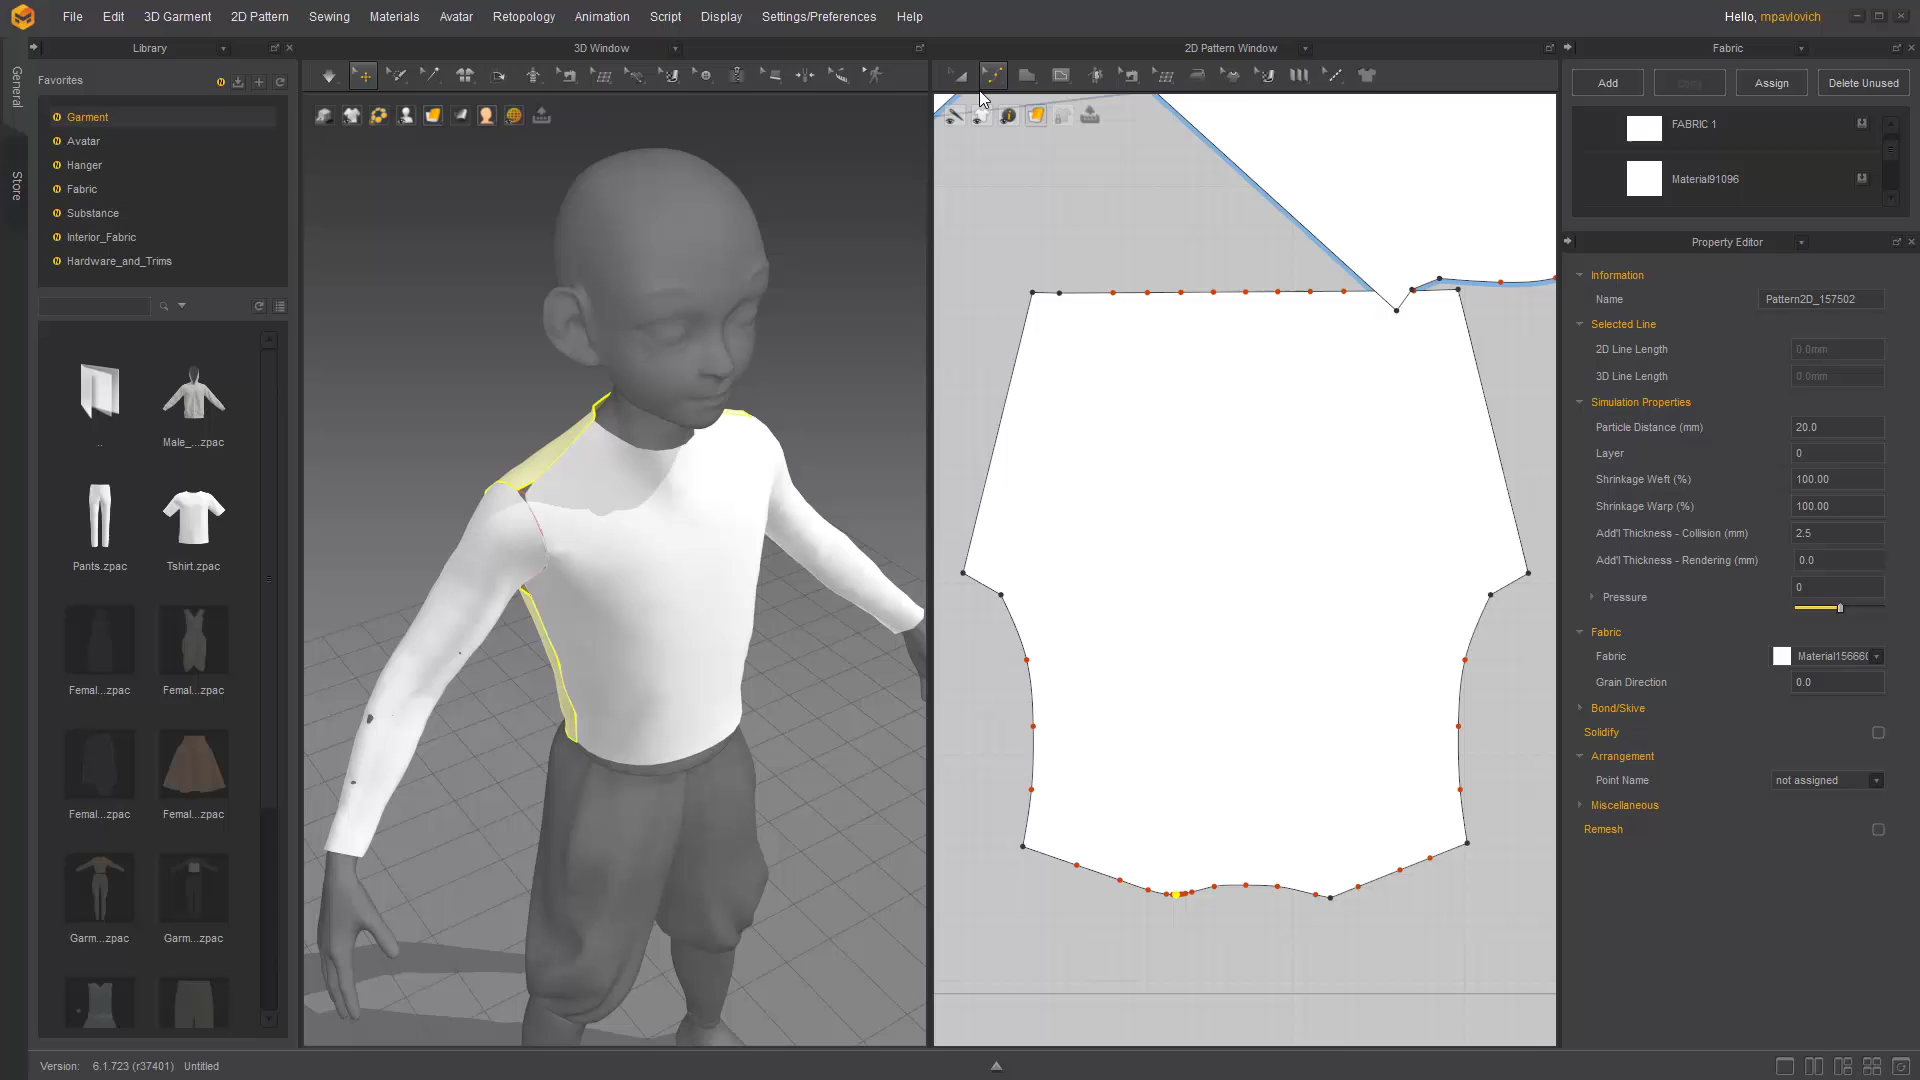 File Edit 3D Garment 2D Pattern Sewing Materials Avatar Retopology Animation Script Display Settings/Preferences Help
Hello, mpavlovich
Library
3D Window
2D Pattern Window
Fabric
General
Store
Favorites
Garment
Avatar
Hanger
Fabric
Substance
Interior_Fabric
Hardware_and_Trims
..
Male_...zpac
Pants.zpac
Tshirt.zpac
Femal...zpac
Femal...zpac
Femal...zpac
Femal...zpac
Garm...zpac
Garm...zpac
Add
Copy
Assign
Delete Unused
FABRIC 1
Material91096
Property Editor
Information
Name Pattern2D_157502
Selected Line
2D Line Length 0.0mm
3D Line Length 0.0mm
Simulation Properties
Particle Distance (mm) 20.0
Layer 0
Shrinkage Weft (%) 100.00
Shrinkage Warp (%) 100.00
Add'l Thickness - Collision (mm) 2.5
Add'l Thickness - Rendering (mm) 0.0
Pressure 0
Fabric
Fabric Material15666
Grain Direction 0.0
Bond/Skive
Solidify
Arrangement
Point Name not assigned
Miscellaneous
Remesh
Version: 6.1.723 (r37401) Untitled